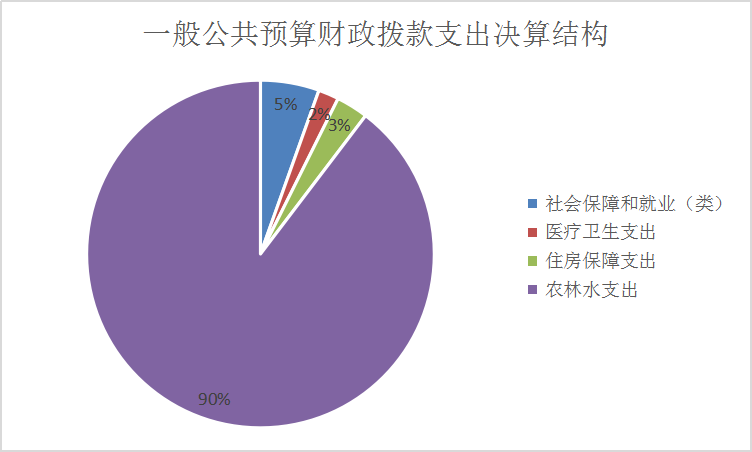 一般公共预算财政拨款支出决算结构
5%
2%
3%
90%
社会保障和就业（类）
医疗卫生支出
住房保障支出
农林水支出